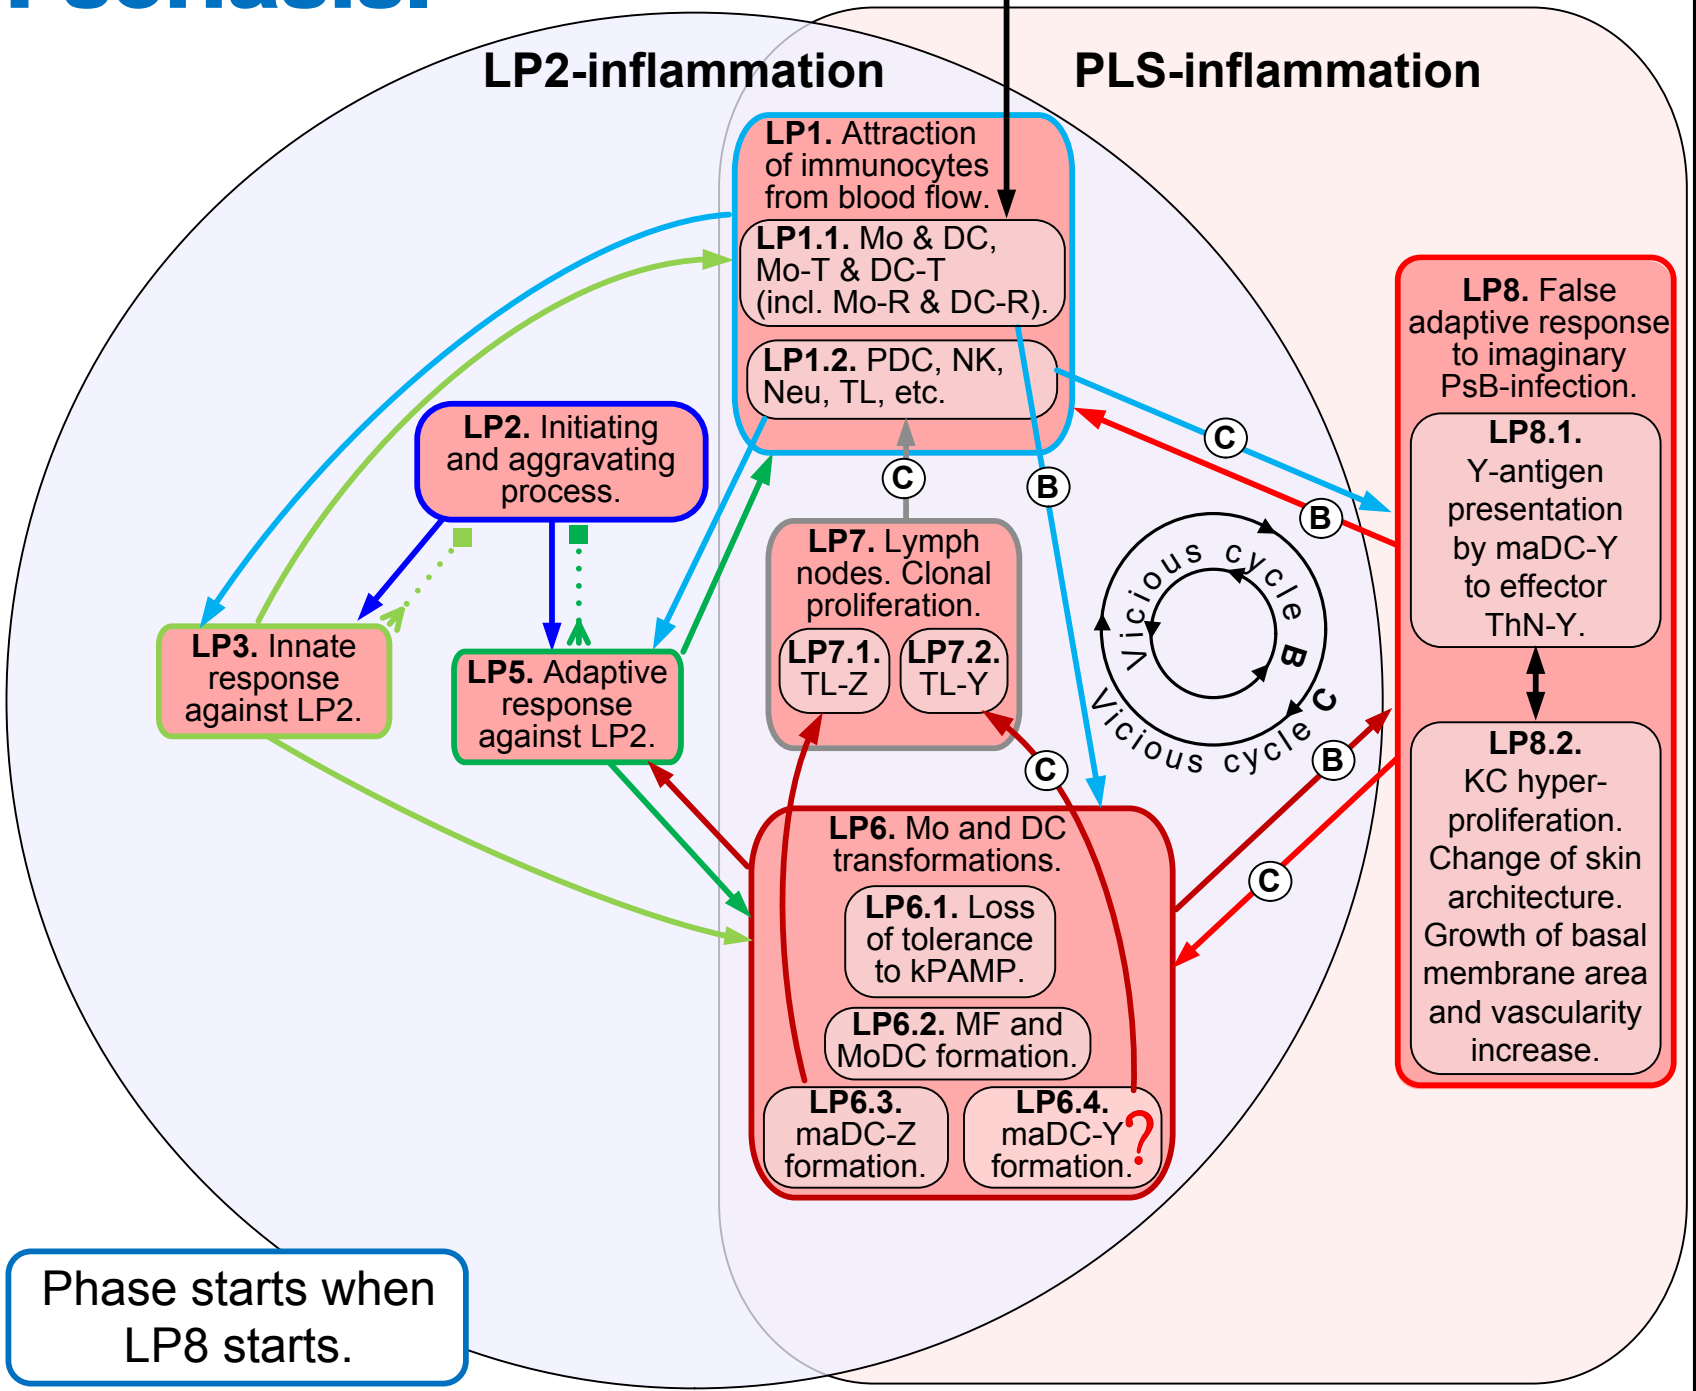 Psoriasis.
LP2-inflammation
PLS-inflammation
LP1. Attraction
of immunocytes
from blood flow.
LP1.1. Mo & DC,
Mo-T & DC-T
(incl. Mo-R & DC-R).
LP1.2. PDC, NK,
Neu, TL, etc.
LP2. Initiating
and aggravating
process.
LP3. Innate
response
against LP2.
LP5. Adaptive
response
against LP2.
C
B
C
B
LP7. Lymph
nodes. Clonal
proliferation.
LP7.1.
TL-Z
LP7.2.
TL-Y
Vicious cycle B
Vicious cycle C
C
B
C
LP6. Mo and DC
transformations.
LP6.1. Loss
of tolerance
to kPAMP.
LP6.2. MF and
MoDC formation.
LP6.3.
maDC-Z
formation.
LP6.4.
maDC-Y
formation.
?
LP8. False
adaptive response
to imaginary
PsB-infection.
LP8.1.
Y-antigen
presentation
by maDC-Y
to effector
ThN-Y.
LP8.2.
KC hyper-
proliferation.
Change of skin
architecture.
Growth of basal
membrane area
and vascularity
increase.
Phase starts when
LP8 starts.